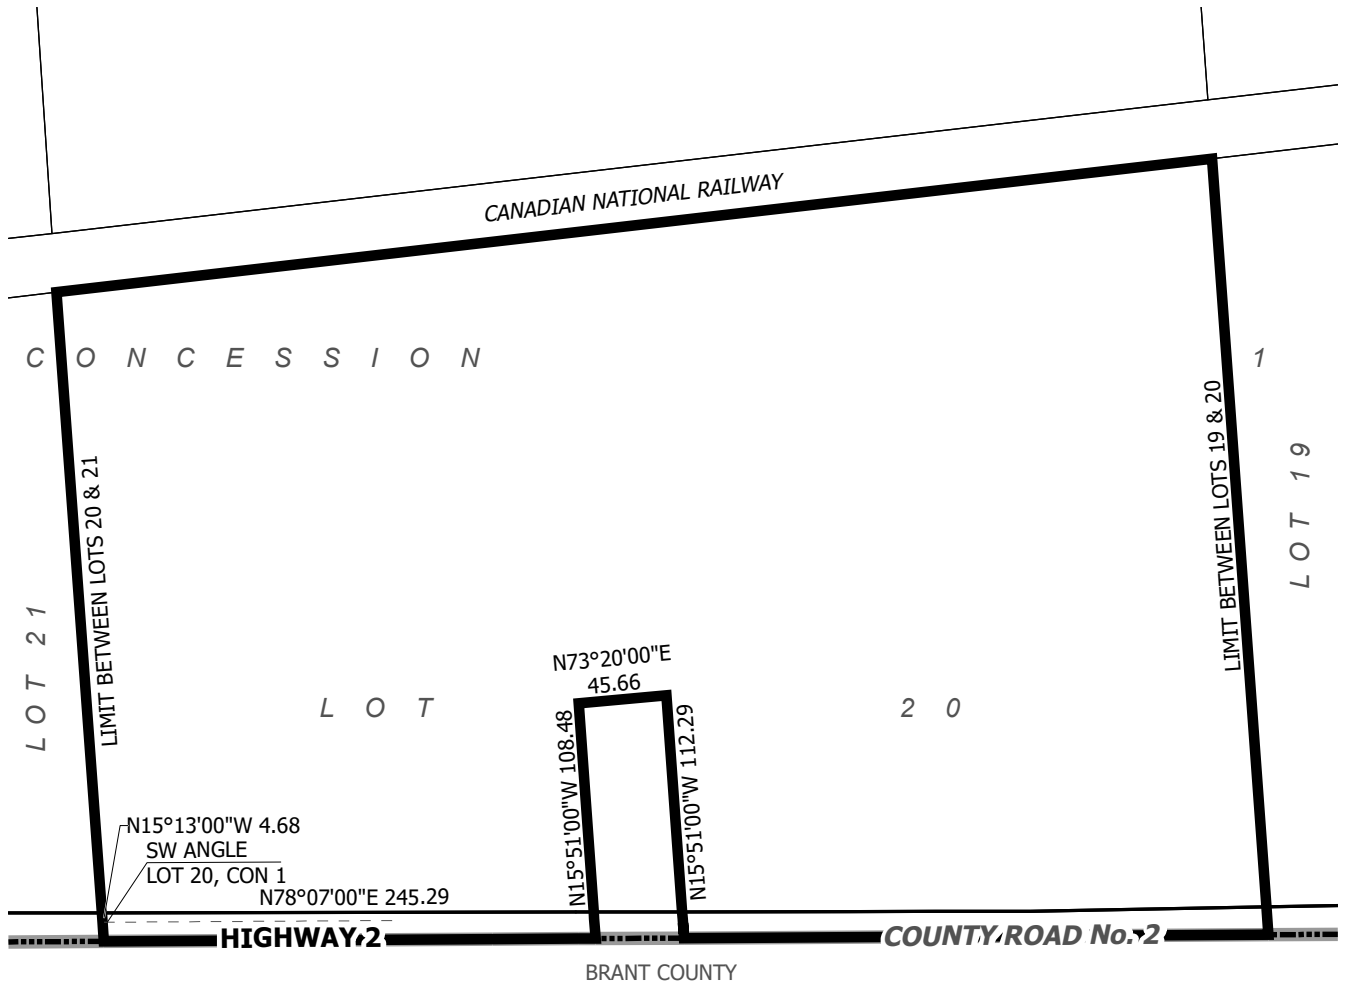 CANADIAN NATIONAL RAILWAY
CONCESSION 1
LIMIT BETWEEN LOTS 20 & 21
LIMIT BETWEEN LOTS 19 & 20
LOT 19
LOT 21
N73°20'00"E
45.66
LOT 20
N15°51'00"W 108.48
N15°51'00"W 112.29
N15°13'00"W 4.68
SW ANGLE
LOT 20, CON 1
N78°07'00"E 245.29
HIGHWAY 2
COUNTY ROAD No. 2
BRANT COUNTY